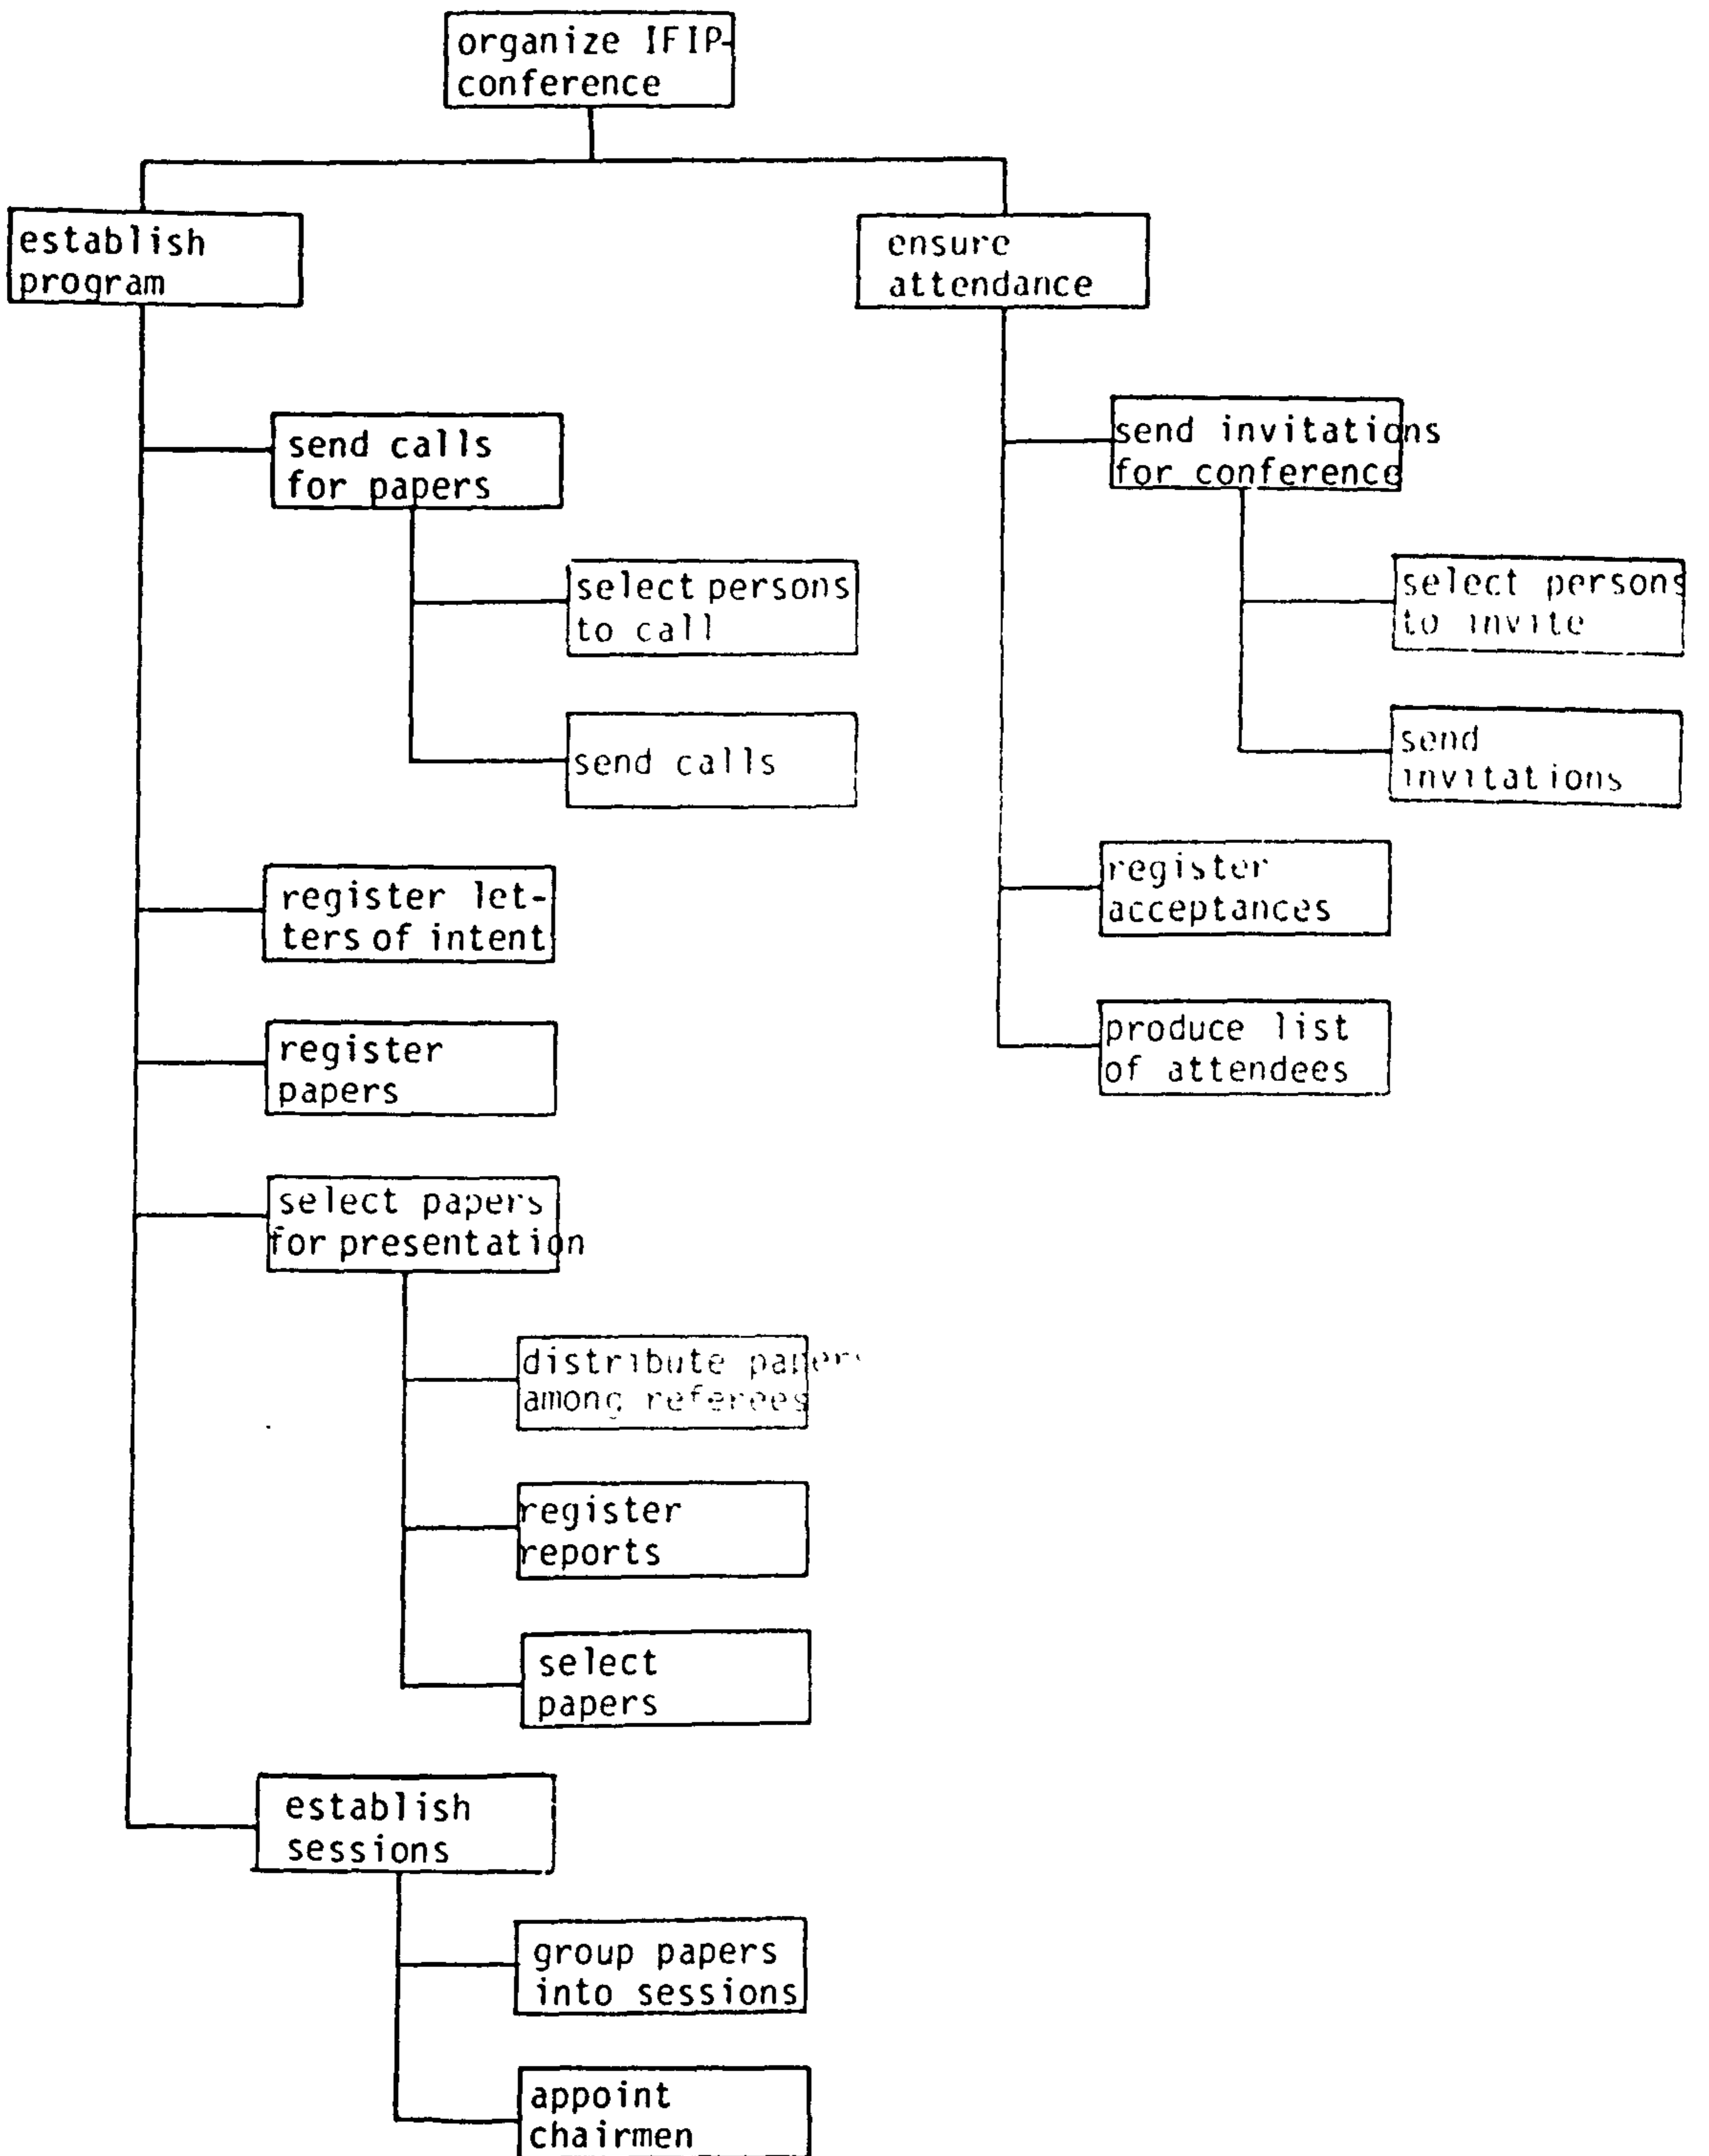 organize IFIP-
conference
establish
program
ensure
attendance
send calls
for papers
send invitations
for conference
select persons
to call
select persons
to invite
send calls
send
invitations
register let-
ters of intent
register
acceptances
register
papers
produce list
of attendees
select papers
for presentation
distribute papers
among referees
register
reports
select
papers
establish
sessions
group papers
into sessions
appoint
chairmen